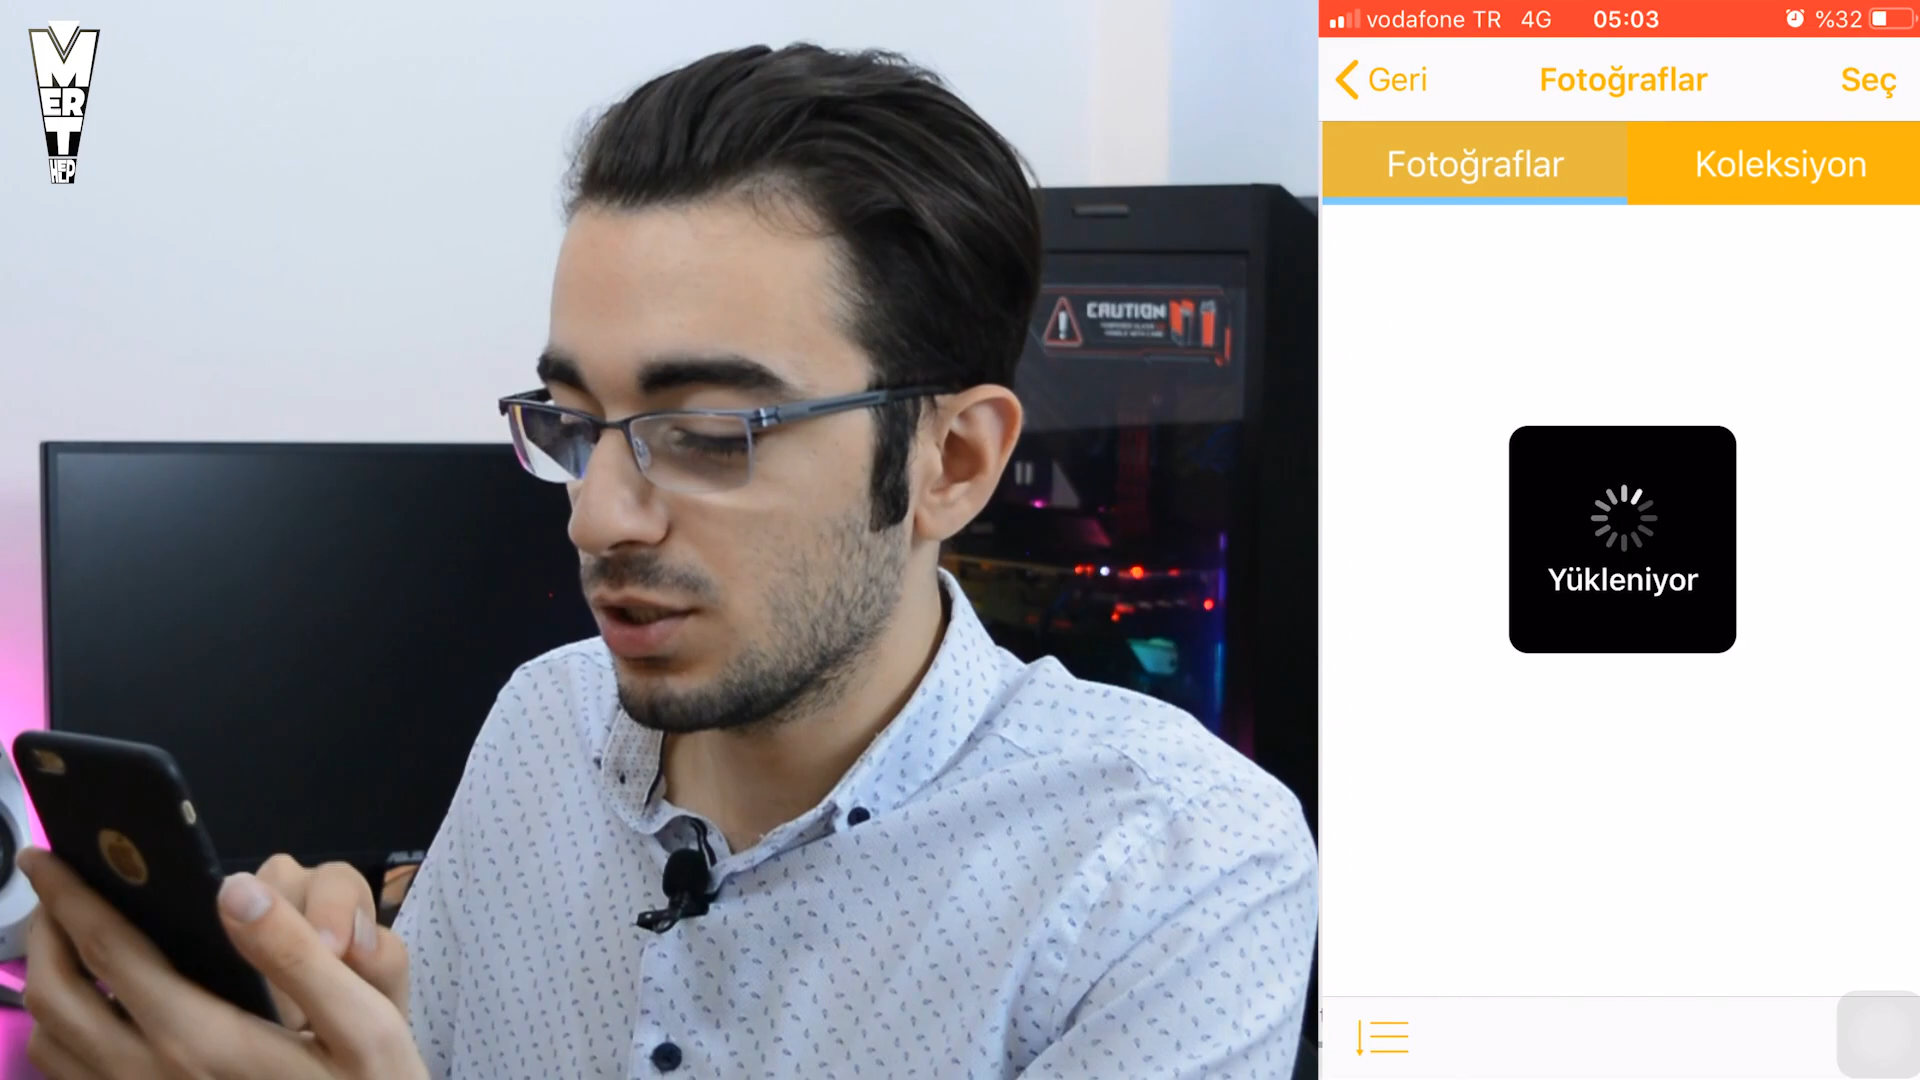 MERT
HELP
CAUTION
vodafone TR 4G 05:03 %32
Geri Fotoğraflar Seç
Fotoğraflar Koleksiyon
Yükleniyor